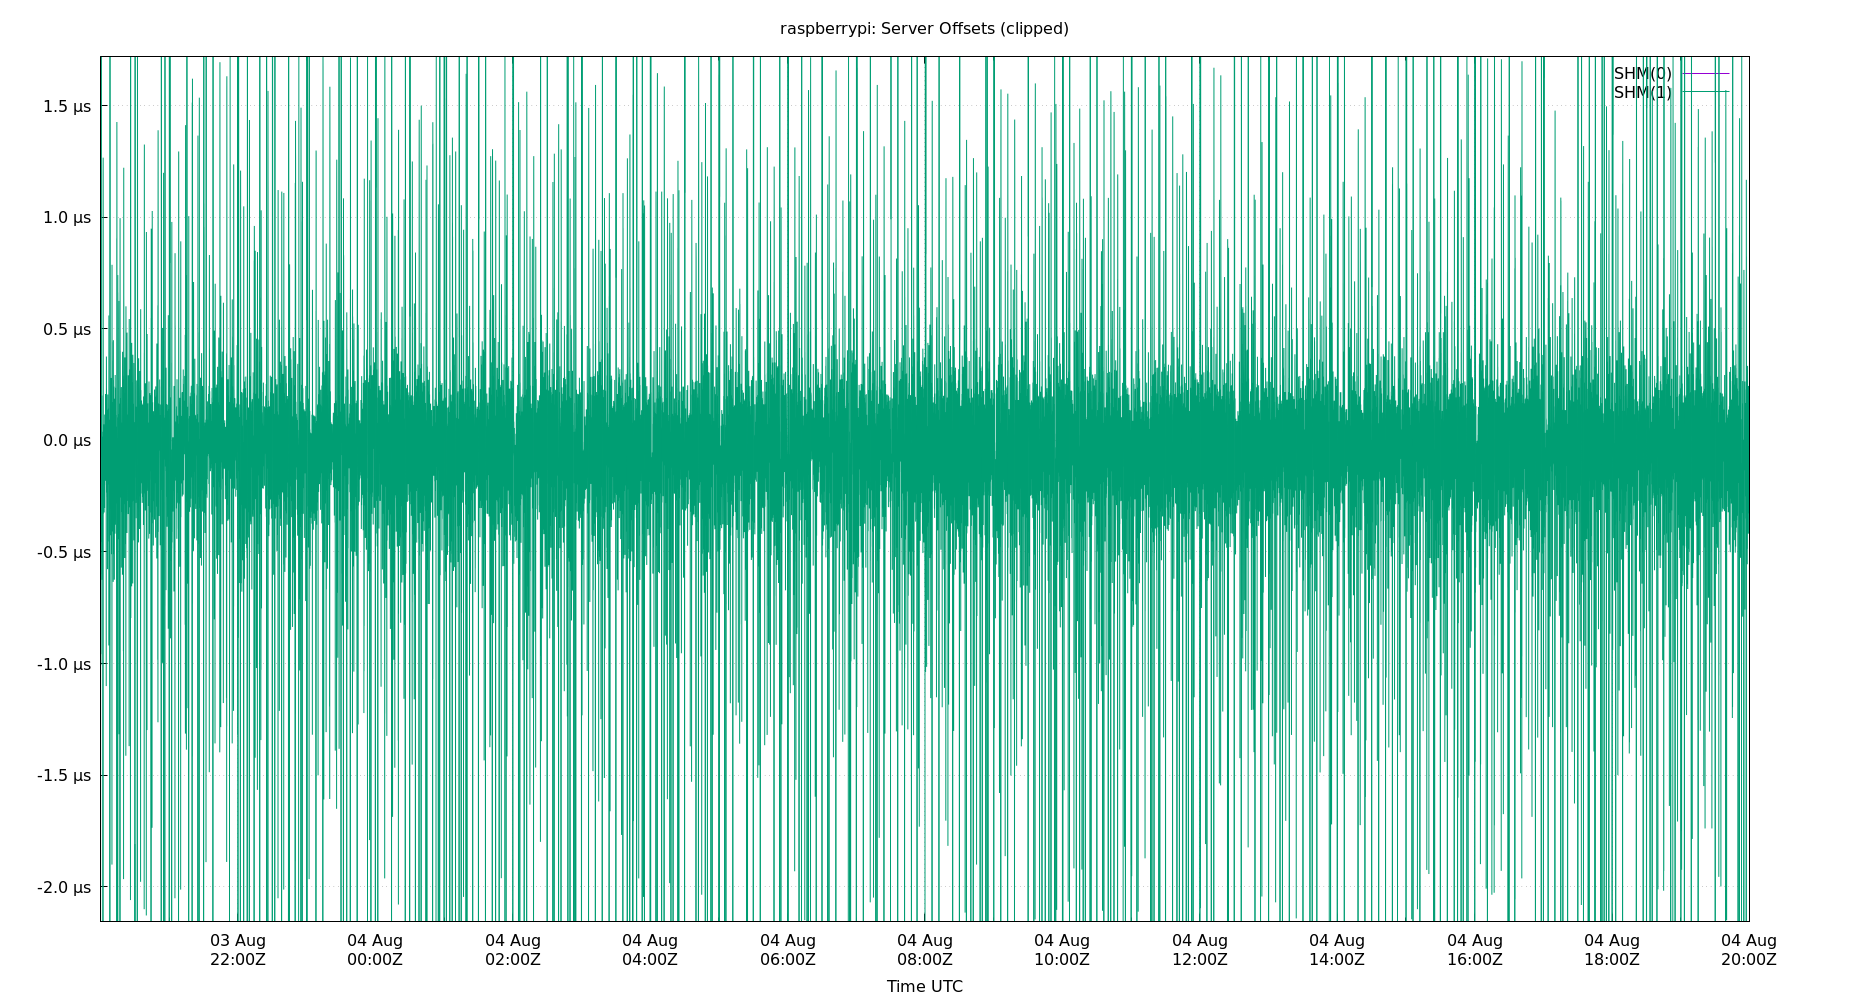 raspberrypi: Server Offsets (clipped)
SHM(0)
SHM(1)
1.5 µs
1.0 µs
0.5 µs
0.0 µs
-0.5 µs
-1.0 µs
-1.5 µs
-2.0 µs
03 Aug 04 Aug 04 Aug 04 Aug 04 Aug 04 Aug 04 Aug 04 Aug 04 Aug 04 Aug 04 Aug 04 Aug
22:00Z 00:00Z 02:00Z 04:00Z 06:00Z 08:00Z 10:00Z 12:00Z 14:00Z 16:00Z 18:00Z 20:00Z
Time UTC